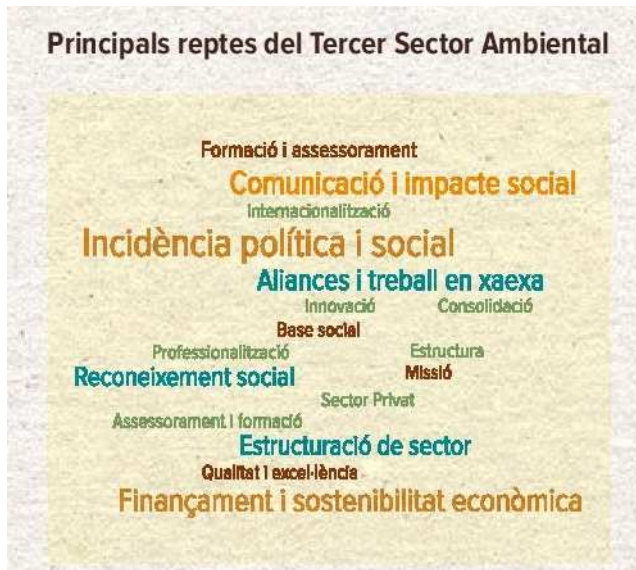 Principals reptes del Tercer Sector Ambiental
Formació i assessorament
Comunicació i impacte social
Internacionalització
Incidència política i social
Aliances i treball en xaexa
Innovació Consolidació
Base social
Professionalització Estructura
Reconeixement social Missió
Sector Privat
Assessorament i formació
Estructuració de sector
Qualitat i excel·lència
Finançament i sostenibilitat econòmica